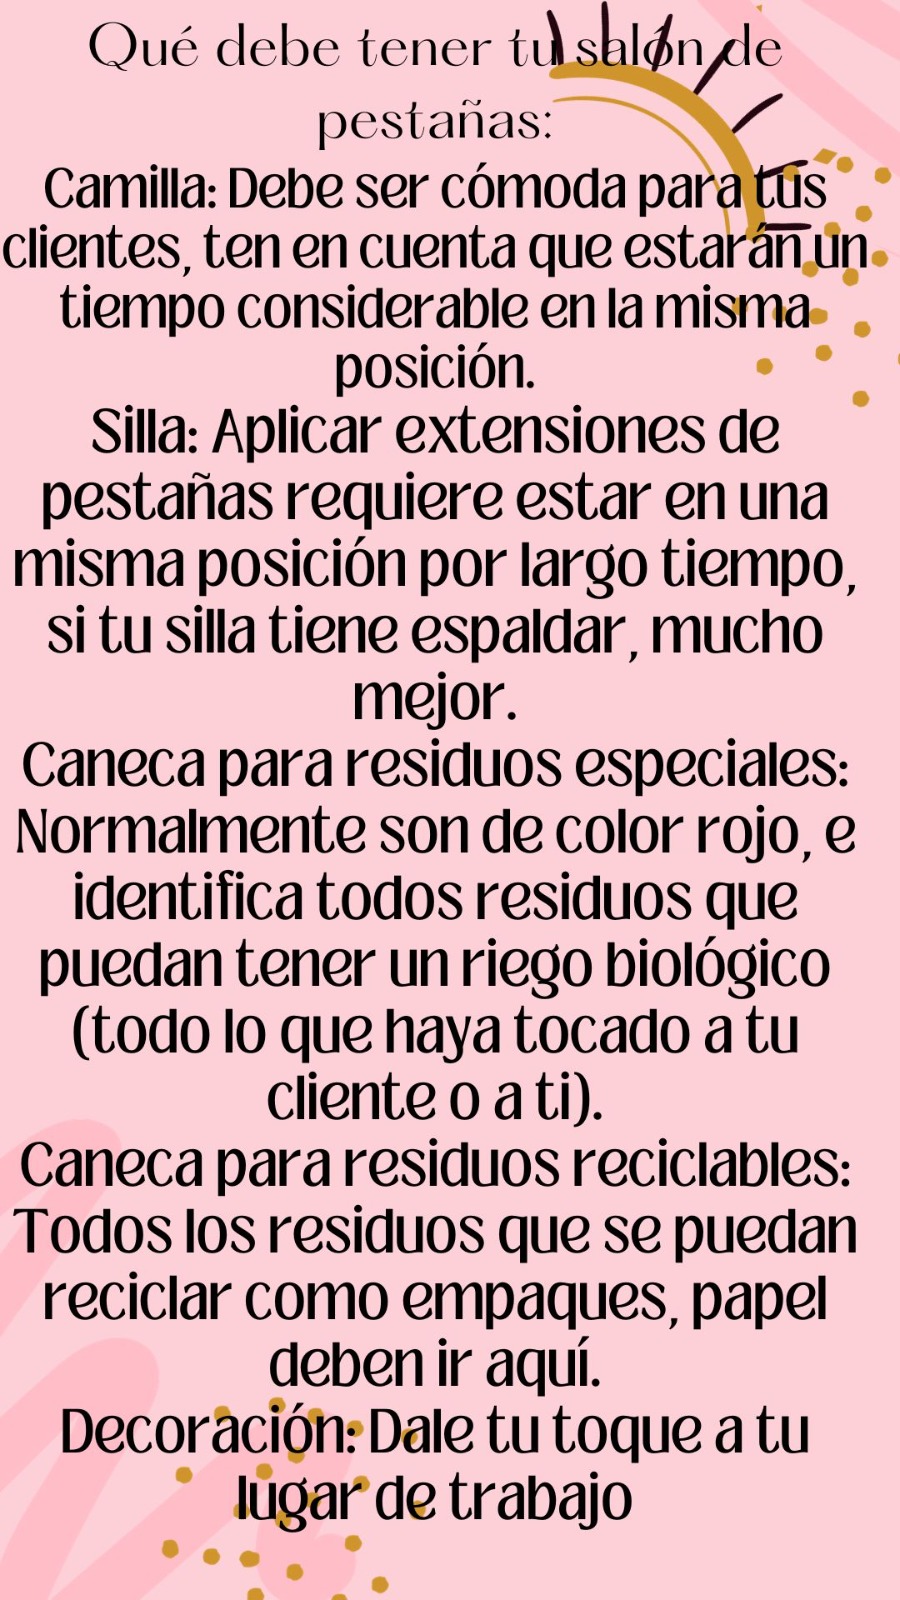 Qué debe tener tu salón de
pestañas:
Camilla: Debe ser cómoda para tus
clientes, ten en cuenta que estarán un
tiempo considerable en la misma
posición.
Silla: Aplicar extensiones de
pestañas requiere estar en una
misma posición por largo tiempo,
si tu silla tiene espaldar, mucho
mejor.
Caneca para residuos especiales:
Normalmente son de color rojo, e
identifica todos residuos que
puedan tener un riego biológico
(todo lo que haya tocado a tu
cliente o a ti).
Caneca para residuos reciclables:
Todos los residuos que se puedan
reciclar como empaques, papel
deben ir aquí.
Decoración: Dale tu toque a tu
lugar de trabajo